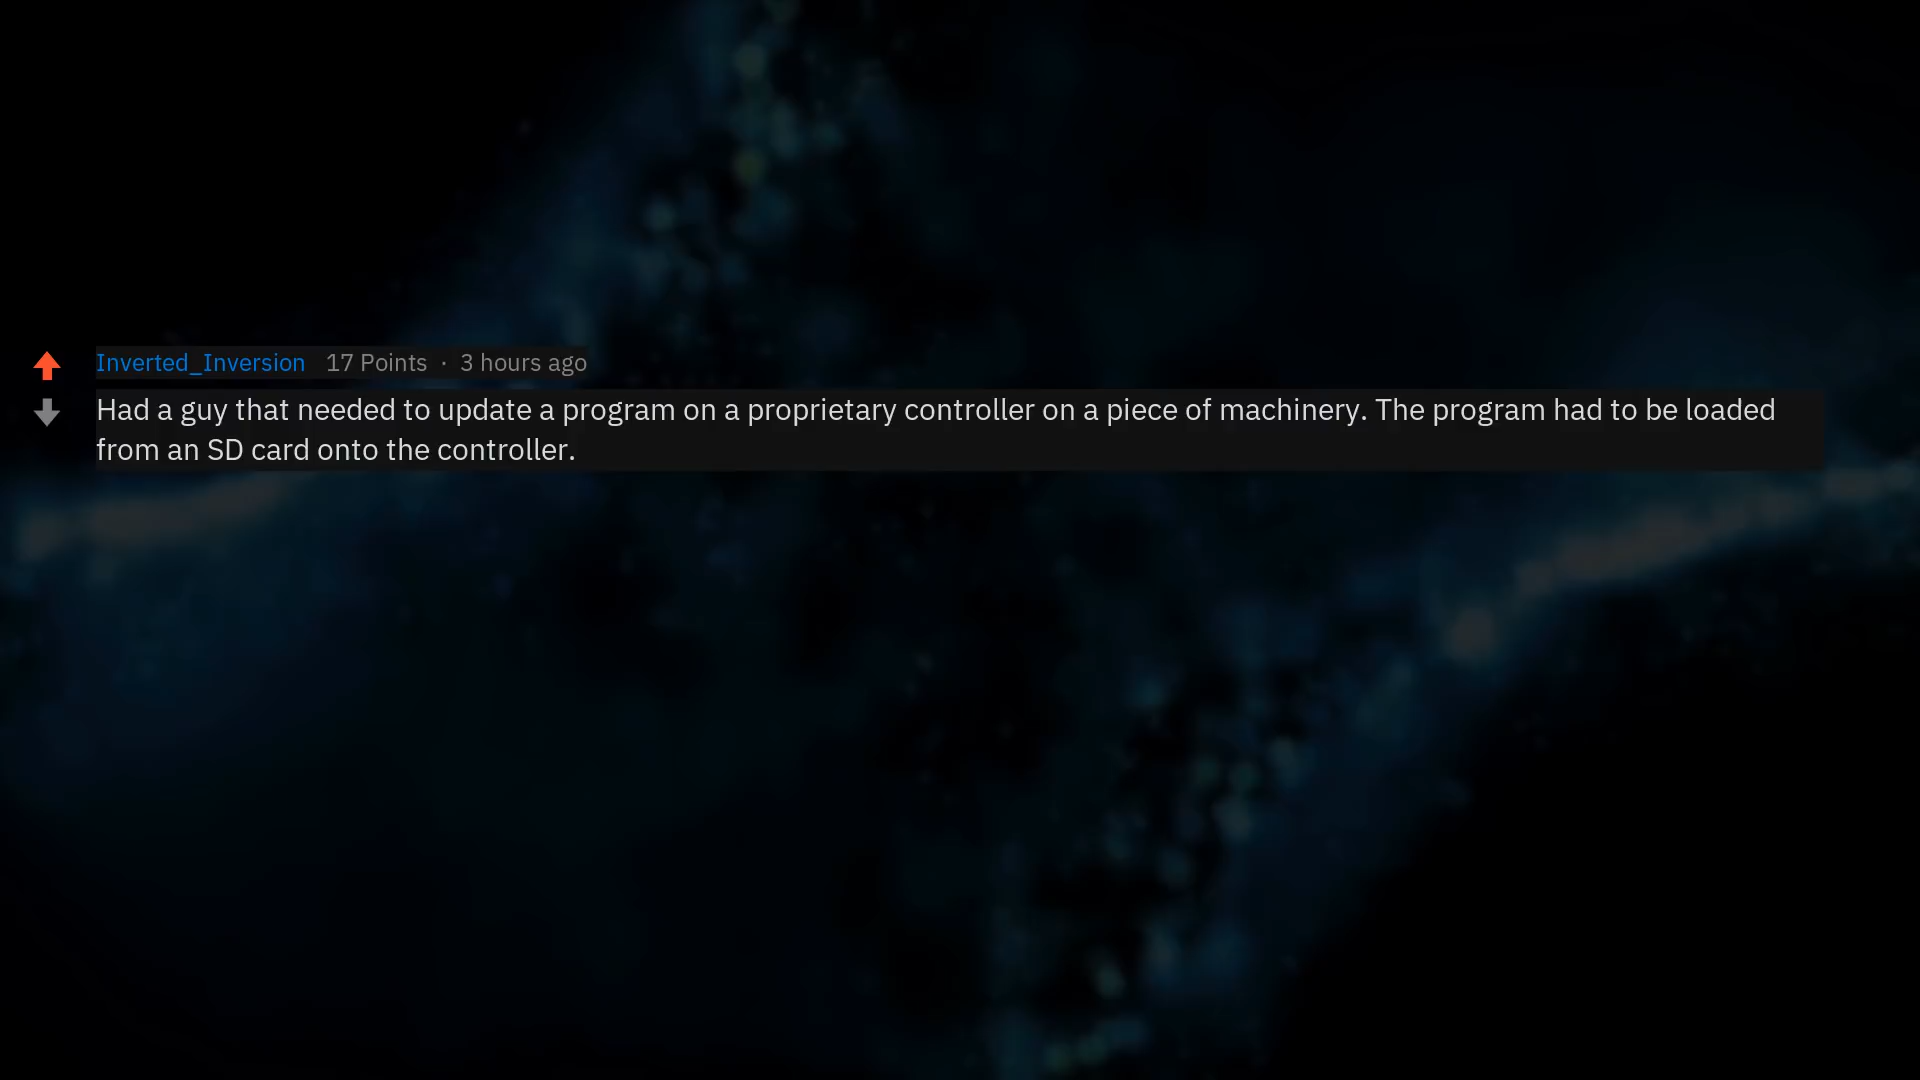 Inverted_Inversion 17 Points · 3 hours ago
Had a guy that needed to update a program on a proprietary controller on a piece of machinery. The program had to be loaded
from an SD card onto the controller.